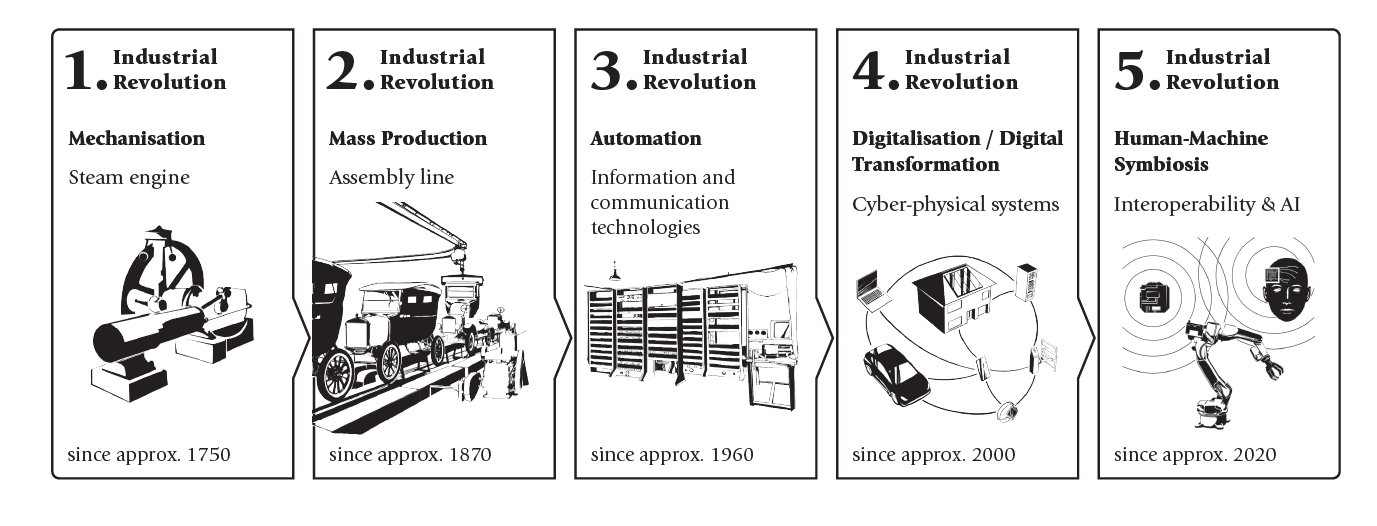 1. Industrial
Revolution
Mechanisation
Steam engine
since approx. 1750
2. Industrial
Revolution
Mass Production
Assembly line
since approx. 1870
3. Industrial
Revolution
Automation
Information and
communication
technologies
since approx. 1960
4. Industrial
Revolution
Digitalisation / Digital
Transformation
Cyber-physical systems
since approx. 2000
5. Industrial
Revolution
Human-Machine
Symbiosis
Interoperability & AI
since approx. 2020